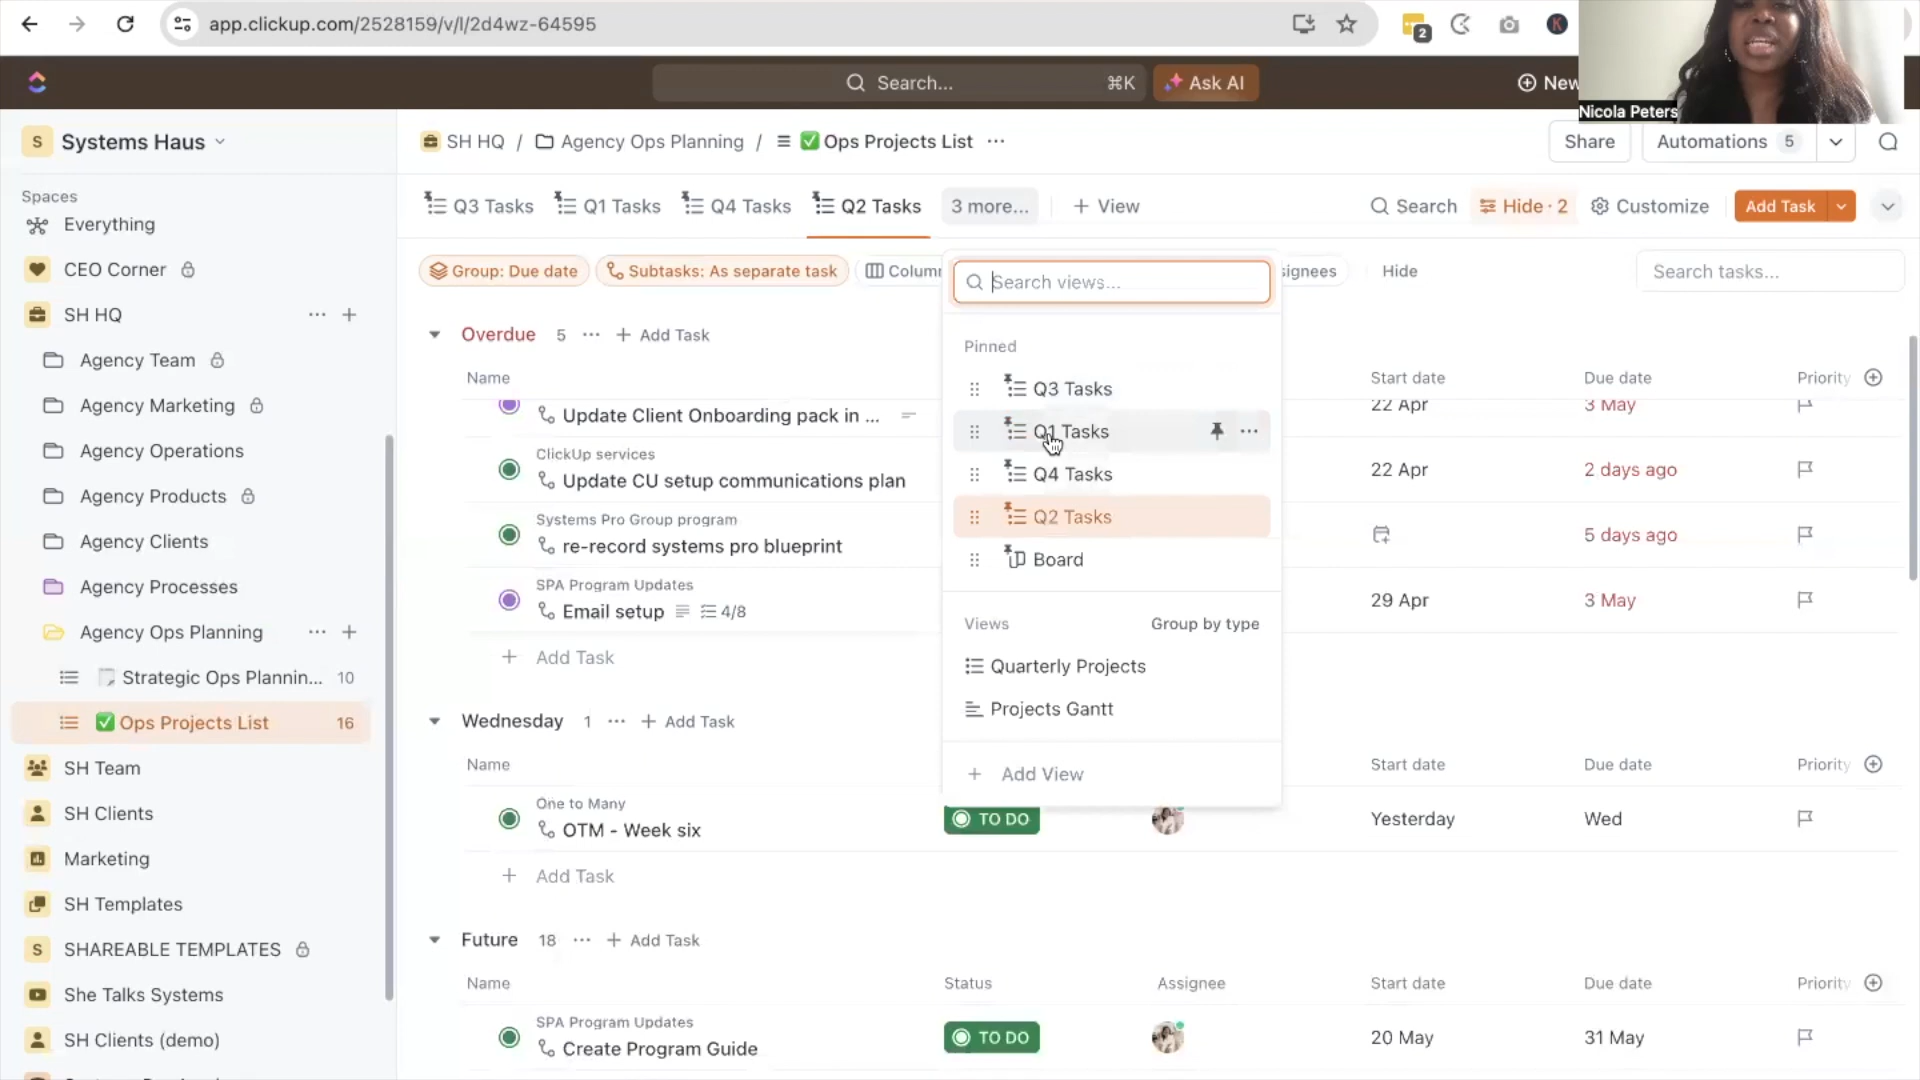 app.clickup.com/2528159/v/l/2d4wz-64595
2
K
Search...
⌘K
Ask AI
New
Nicola Peters
S
Systems Haus
SH HQ / Agency Ops Planning / ✅ Ops Projects List ...
Share
Automations 5
Q3 Tasks
Q1 Tasks
Q4 Tasks
Q2 Tasks
3 more...
+ View
Search
Hide · 2
Customize
Add Task
Spaces
Everything
CEO Corner
SH HQ
Agency Team
Agency Marketing
Agency Operations
Agency Products
Agency Clients
Agency Processes
Agency Ops Planning
Strategic Ops Plannin... 10
✅ Ops Projects List 16
SH Team
SH Clients
Marketing
SH Templates
S SHAREABLE TEMPLATES
She Talks Systems
SH Clients (demo)
Group: Due date
Subtasks: As separate task
Colum
signees
Hide
Search tasks...
Overdue 5 ... + Add Task
Name
Start date
Due date
Priority
Update Client Onboarding pack in ...
22 Apr
3 May
ClickUp services
Update CU setup communications plan
22 Apr
2 days ago
Systems Pro Group program
re-record systems pro blueprint
5 days ago
SPA Program Updates
Email setup 4/8
29 Apr
3 May
+ Add Task
Search views...
Pinned
Q3 Tasks
Q1 Tasks
Q4 Tasks
Q2 Tasks
Board
Views
Group by type
Quarterly Projects
Projects Gantt
+ Add View
Wednesday 1 ... + Add Task
Name
Start date
Due date
Priority
One to Many
OTM - Week six
TO DO
Yesterday
Wed
+ Add Task
Future 18 ... + Add Task
Name
Status
Assignee
Start date
Due date
Priority
SPA Program Updates
Create Program Guide
TO DO
20 May
31 May